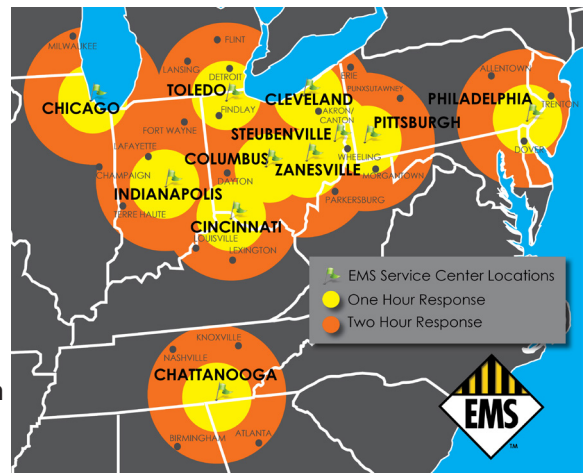 MILWAUKEE
FLINT
LANSING
DETROIT
ERIE
ALLENTOWN
CHICAGO
TOLEDO
CLEVELAND
PUNXSUTAWNEY
PHILADELPHIA
TRENTON
FINDLAY
AKRON/
CANTON
FORT WAYNE
STEUBENVILLE
PITTSBURGH
LAFAYETTE
COLUMBUS
WHEELING
DOVER
CHAMPAIGN
DAYTON
ZANESVILLE
MORGANTOWN
INDIANAPOLIS
PARKERSBURG
TERRE HAUTE
CINCINNATI
LOUISVILLE
LEXINGTON
EMS Service Center Locations
One Hour Response
Two Hour Response
KNOXVILLE
NASHVILLE
CHATTANOOGA
BIRMINGHAM
ATLANTA
EMS
TM
n